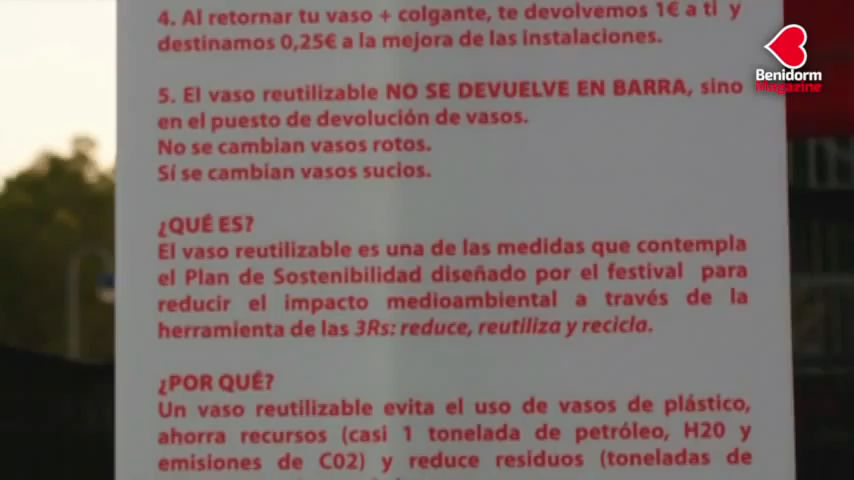 4. Al retornar tu vaso + colgante, te devolvemos 1€ a ti y
destinamos 0,25€ a la mejora de las instalaciones.
Benidorm
Magazine
5. El vaso reutilizable NO SE DEVUELVE EN BARRA, sino
en el puesto de devolución de vasos.
No se cambian vasos rotos.
Sí se cambian vasos sucios.
¿QUÉ ES?
El vaso reutilizable es una de las medidas que contempla
el Plan de Sostenibilidad diseñado por el festival para
reducir el impacto medioambiental a través de la
herramienta de las 3Rs: reduce, reutiliza y recicla.
¿POR QUÉ?
Un vaso reutilizable evita el uso de vasos de plástico,
ahorra recursos (casi 1 tonelada de petróleo, H20 y
emisiones de C02) y reduce residuos (toneladas de